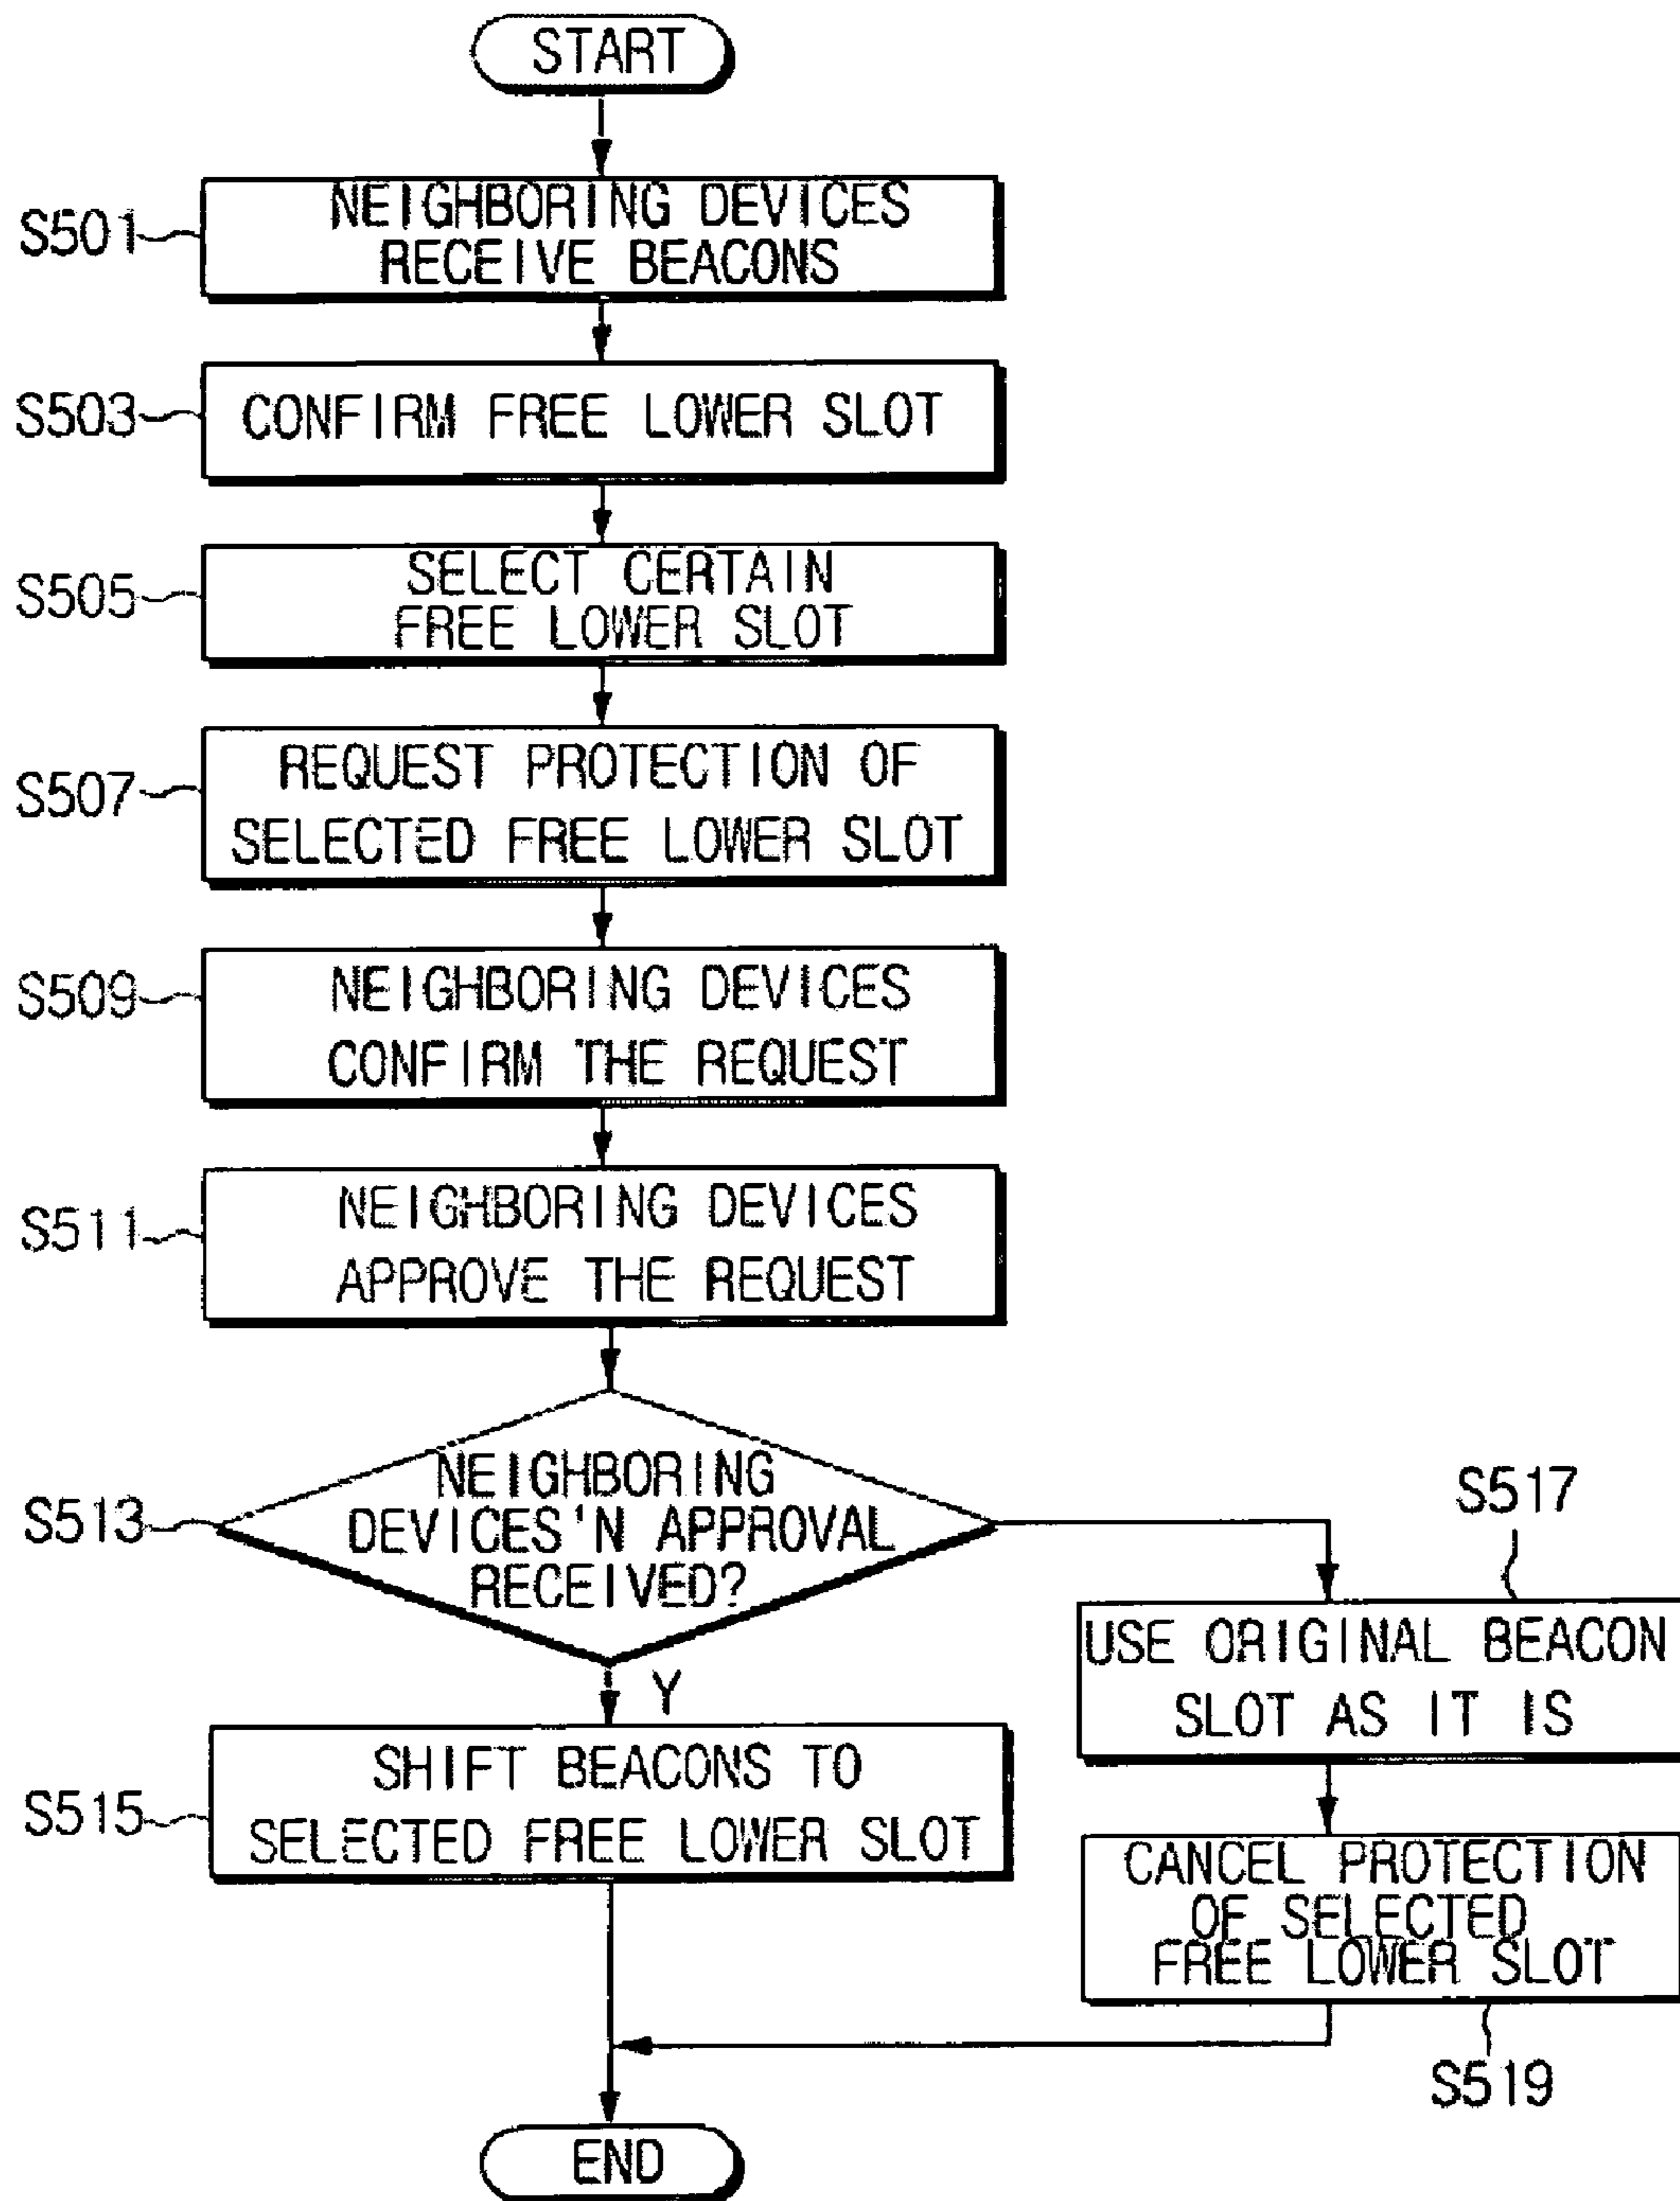 START
S501
NEIGHBORING DEVICES
RECEIVE BEACONS
S503
CONFIRM FREE LOWER SLOT
S505
SELECT CERTAIN
FREE LOWER SLOT
S507
REQUEST PROTECTION OF
SELECTED FREE LOWER SLOT
S509
NEIGHBORING DEVICES
CONFIRM THE REQUEST
S511
NEIGHBORING DEVICES
APPROVE THE REQUEST
S513
NEIGHBORING
DEVICES'N APPROVAL
RECEIVED?
Y
S515
SHIFT BEACONS TO
SELECTED FREE LOWER SLOT
S517
USE ORIGINAL BEACON
SLOT AS IT IS
CANCEL PROTECTION
OF SELECTED
FREE LOWER SLOT
S519
END